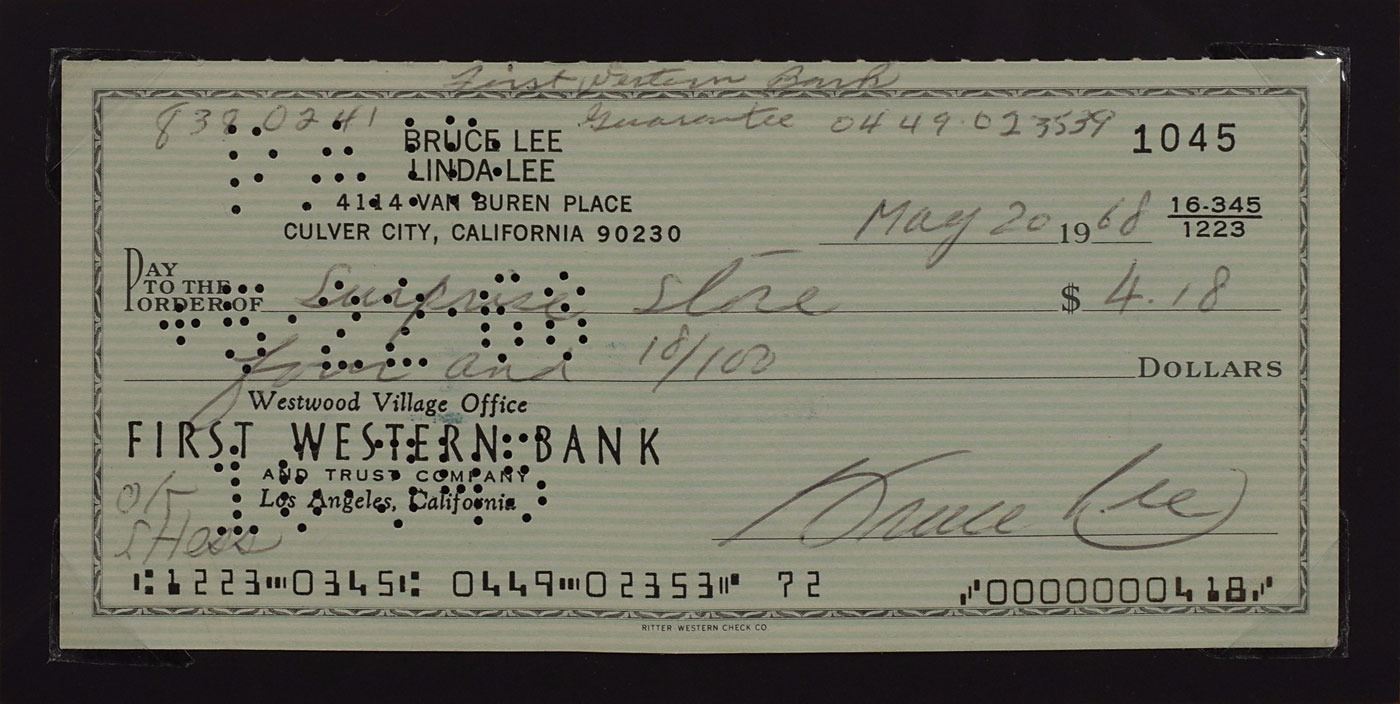 First Western Bank
838 0241 Guarantee 0449-023539
BRUCE LEE
LINDA LEE
1045
4114 VAN BUREN PLACE
CULVER CITY, CALIFORNIA 90230
May 20 1968
16-345
1223
PAY
TO THE
ORDER OF Surprise Store $ 4.18
four and 18/100 DOLLARS
Westwood Village Office
FIRST WESTERN BANK
AND TRUST COMPANY
Los Angeles, California
O/S
S Hess
Bruce Lee
⑆1223⑉0345⑆ 0449⑉02353⑈ 72 ⑇0000000418⑇
RITTER WESTERN CHECK CO.